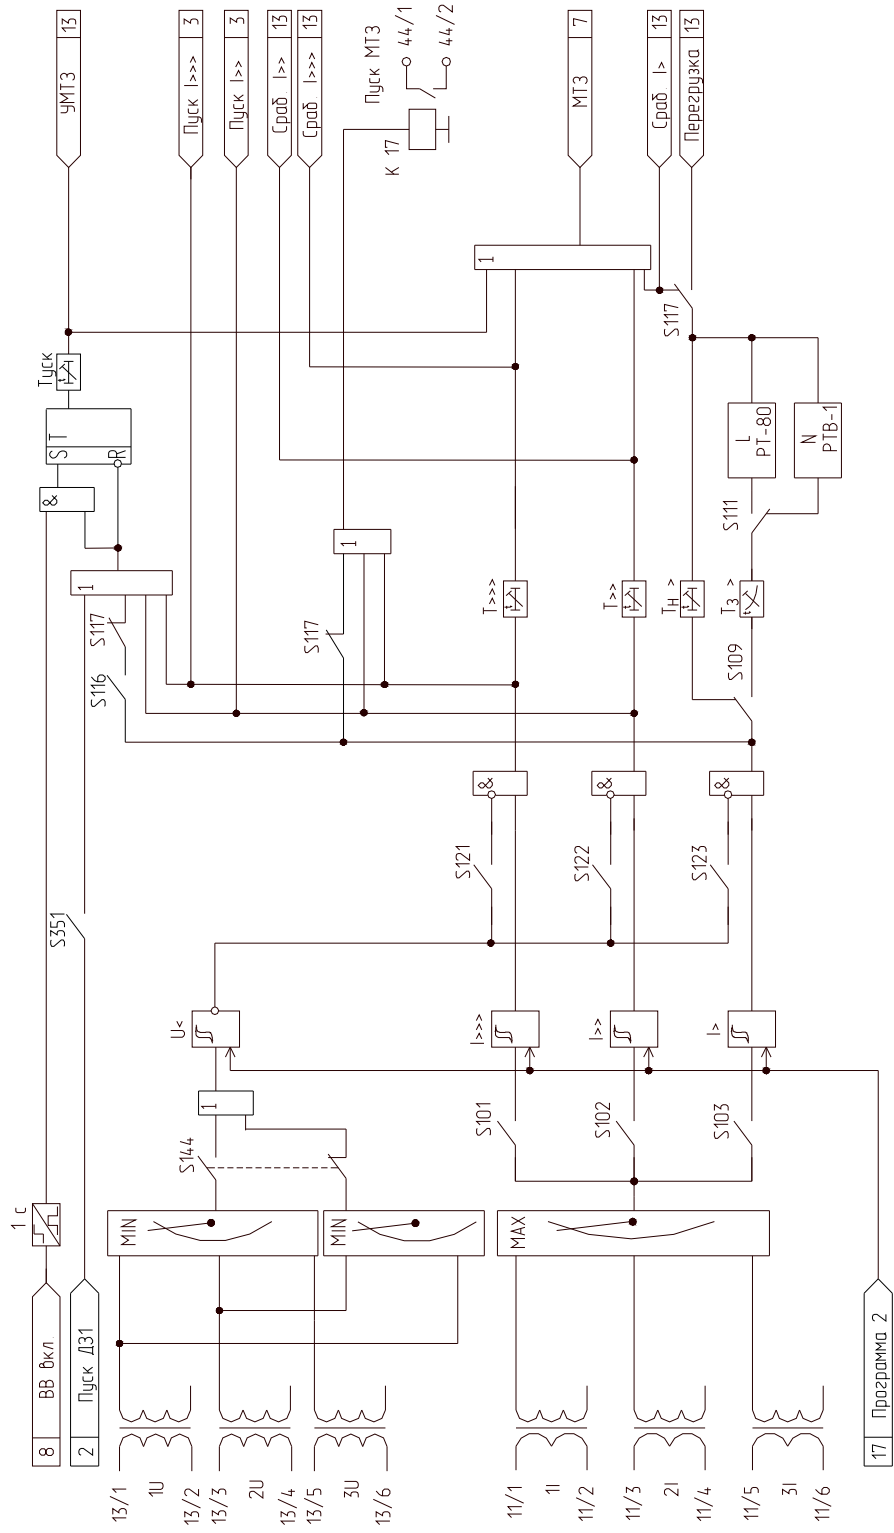 УМТЗ 13
Пуск I>>> 3
Пуск I>> 3
Сраб. I>> 13
Сраб. I>>> 13
Пуск МТЗ
44/1
44/2
К 17
МТЗ 7
Сраб. I> 13
Перегрузка 13
Туск
t
S T
R
&
1
1
1
S117
L
РТ-80
N
РТВ-1
S111
T>>>
t
T>>
t
Tн >
t
Tз >
t
S117
S116
S117
S109
&
&
&
S121
S122
S123
S351
U<
I>>>
I>>
I>
1
S144
S101
S102
S103
1 с
MIN
MIN
MAX
8 ВВ вкл.
2 Пуск ДЗ1
17 Программа 2
13/1
1U
13/2
13/3
2U
13/4
13/5
3U
13/6
11/1
1I
11/2
11/3
2I
11/4
11/5
3I
11/6